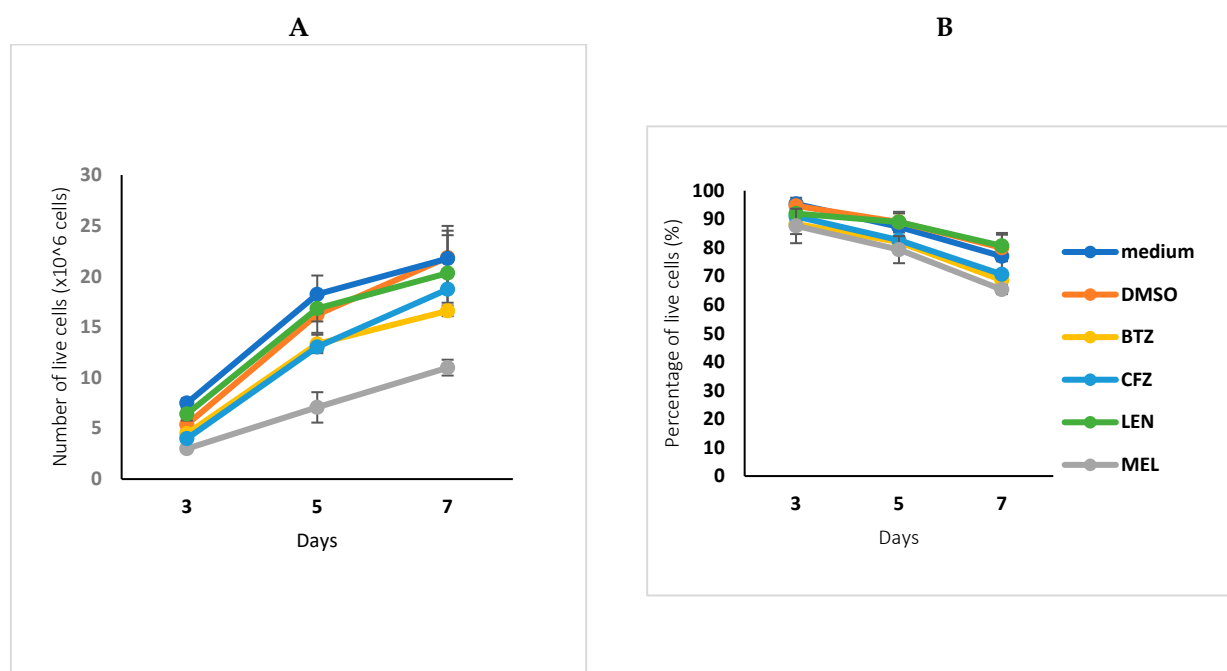 A
B
Number of live cells (x10^6 cells)
30
25
20
15
10
5
0
3 5 7
Days
Percentage of live cells (%)
100
90
80
70
60
50
40
30
20
10
0
3 5 7
Days
medium
DMSO
BTZ
CFZ
LEN
MEL